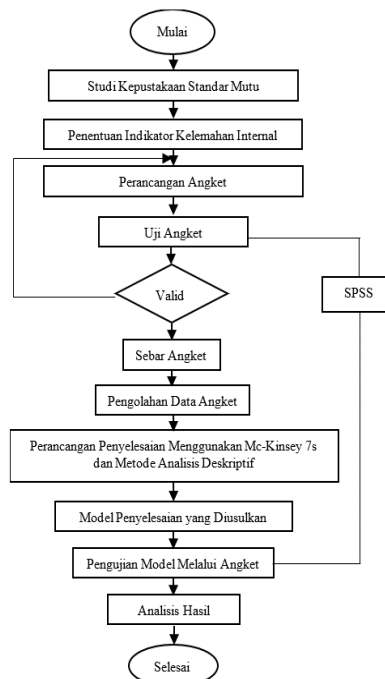 Mulai
Studi Kepustakaan Standar Mutu
Penentuan Indikator Kelemahan Internal
Perancangan Angket
Uji Angket
Valid
SPSS
Sebar Angket
Pengolahan Data Angket
Perancangan Penyelesaian Menggunakan Mc-Kinsey 7s
dan Metode Analisis Deskriptif
Model Penyelesaian yang Diusulkan
Pengujian Model Melalui Angket
Analisis Hasil
Selesai